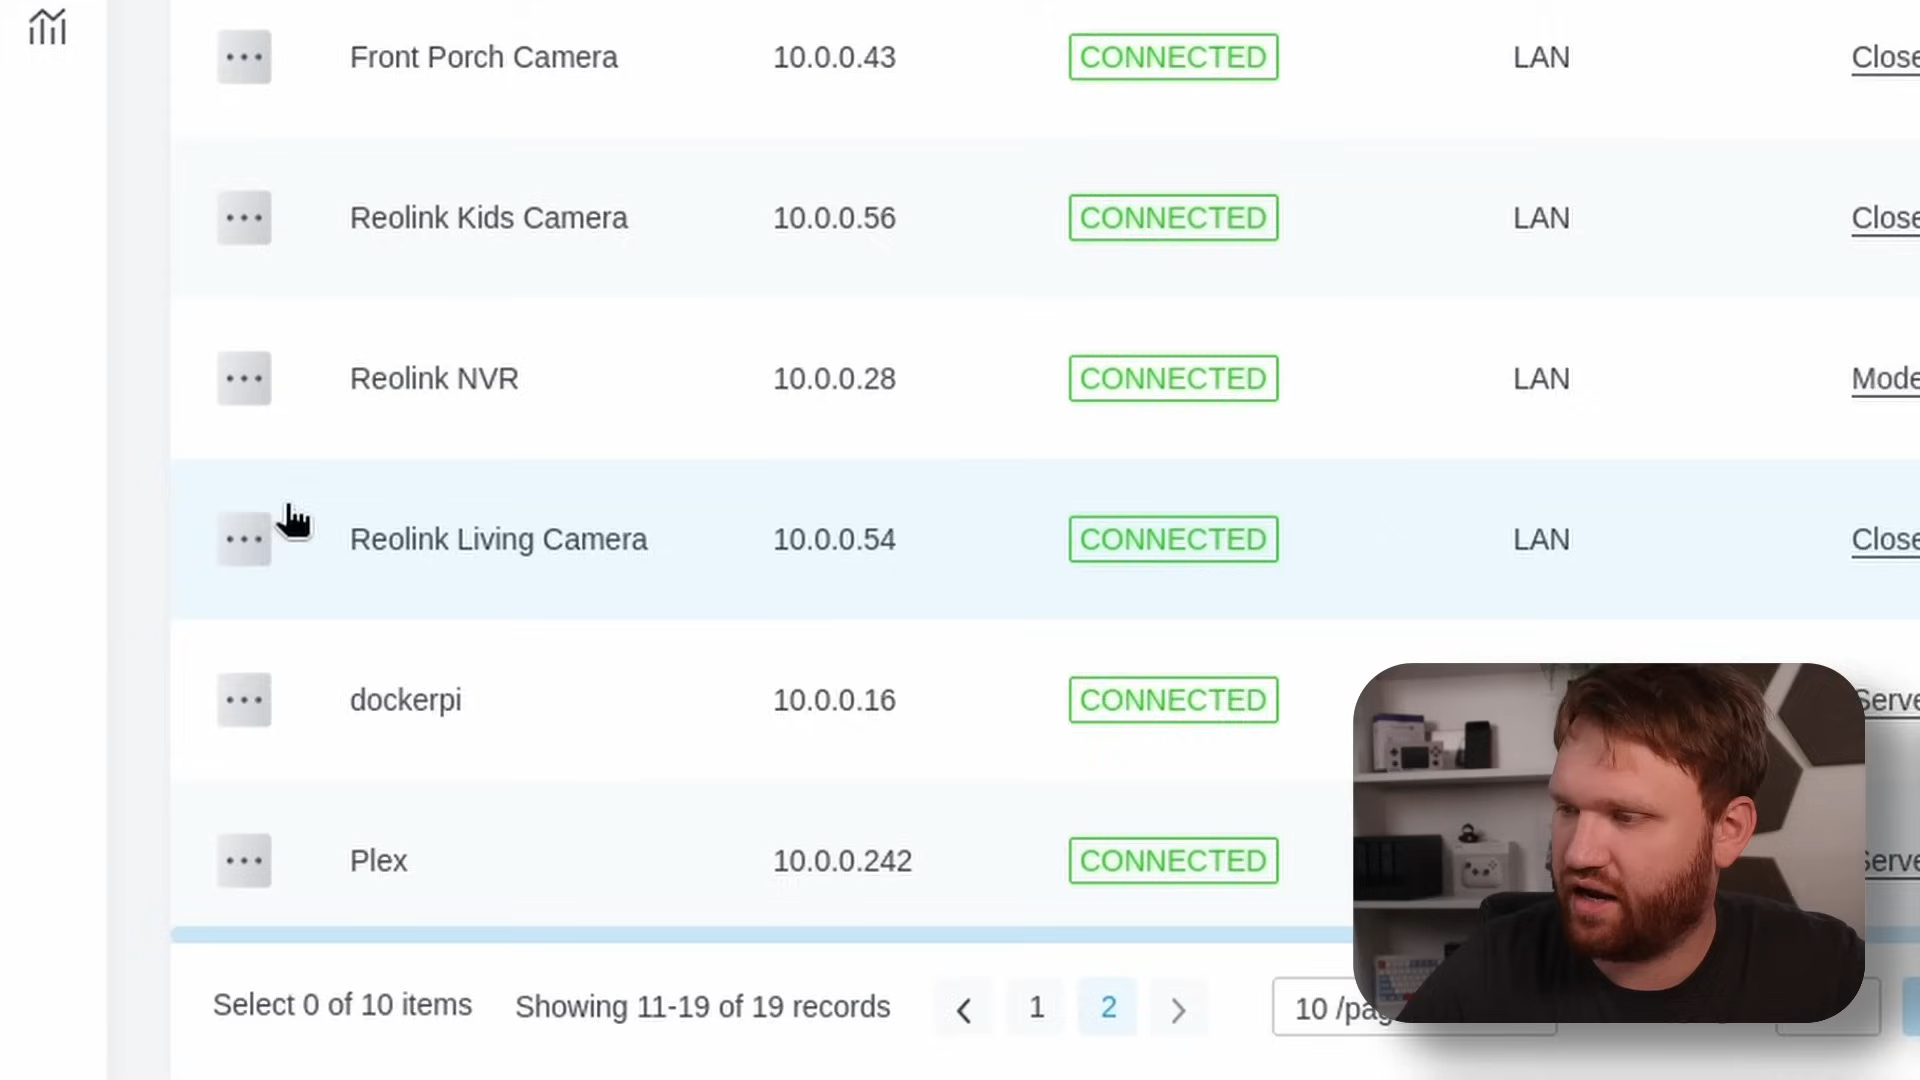 Front Porch Camera 10.0.0.43 CONNECTED LAN Close
Reolink Kids Camera 10.0.0.56 CONNECTED LAN Close
Reolink NVR 10.0.0.28 CONNECTED LAN Mode
Reolink Living Camera 10.0.0.54 CONNECTED LAN Close
dockerpi 10.0.0.16 CONNECTED Serve
Plex 10.0.0.242 CONNECTED Serve
Select 0 of 10 items Showing 11-19 of 19 records 1 2 10 /pag